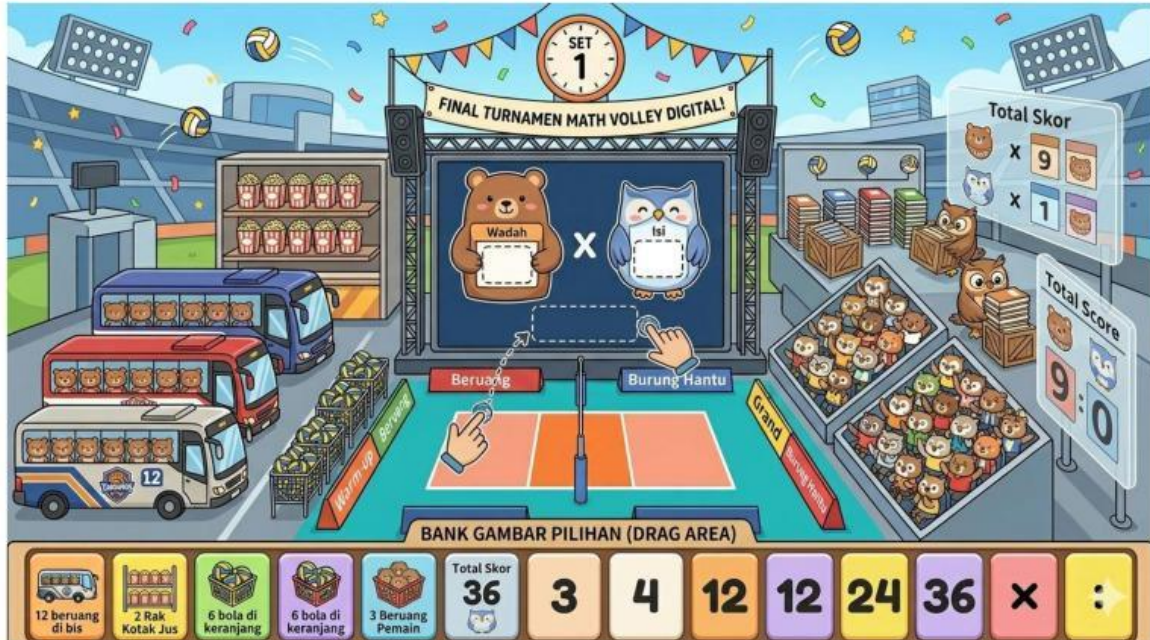 SET
1
FINAL TURNAMEN MATH VOLLEY DIGITAL!
Total Skor
x 9
x 1
Wadah
x
Isi
Total Score
9:0
Beruang
Burung Hantu
Warm-up
Grand
Burung Hantu
12
BANK GAMBAR PILIHAN (DRAG AREA)
12 beruang
di bis
2 Rak
Kotak Jus
6 bola di
keranjang
6 bola di
keranjang
3 Beruang
Pemain
Total Skor
36
3
4
12
12
24
36
×
: